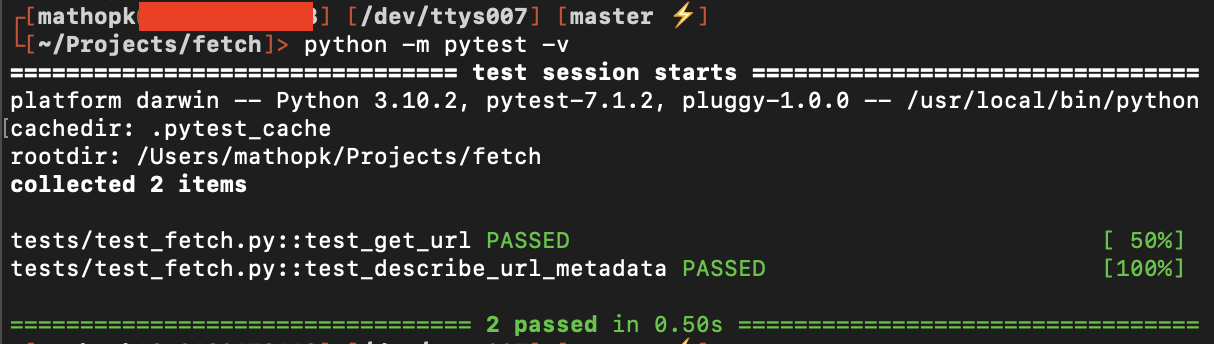 ┌[mathopk 3] [/dev/ttys007] [master ⚡]
└[~/Projects/fetch]> python -m pytest -v
=============================== test session starts ===============================
platform darwin -- Python 3.10.2, pytest-7.1.2, pluggy-1.0.0 -- /usr/local/bin/python
[cachedir: .pytest_cache
rootdir: /Users/mathopk/Projects/fetch
collected 2 items
tests/test_fetch.py::test_get_url PASSED [ 50%]
tests/test_fetch.py::test_describe_url_metadata PASSED [100%]
================================ 2 passed in 0.50s ================================